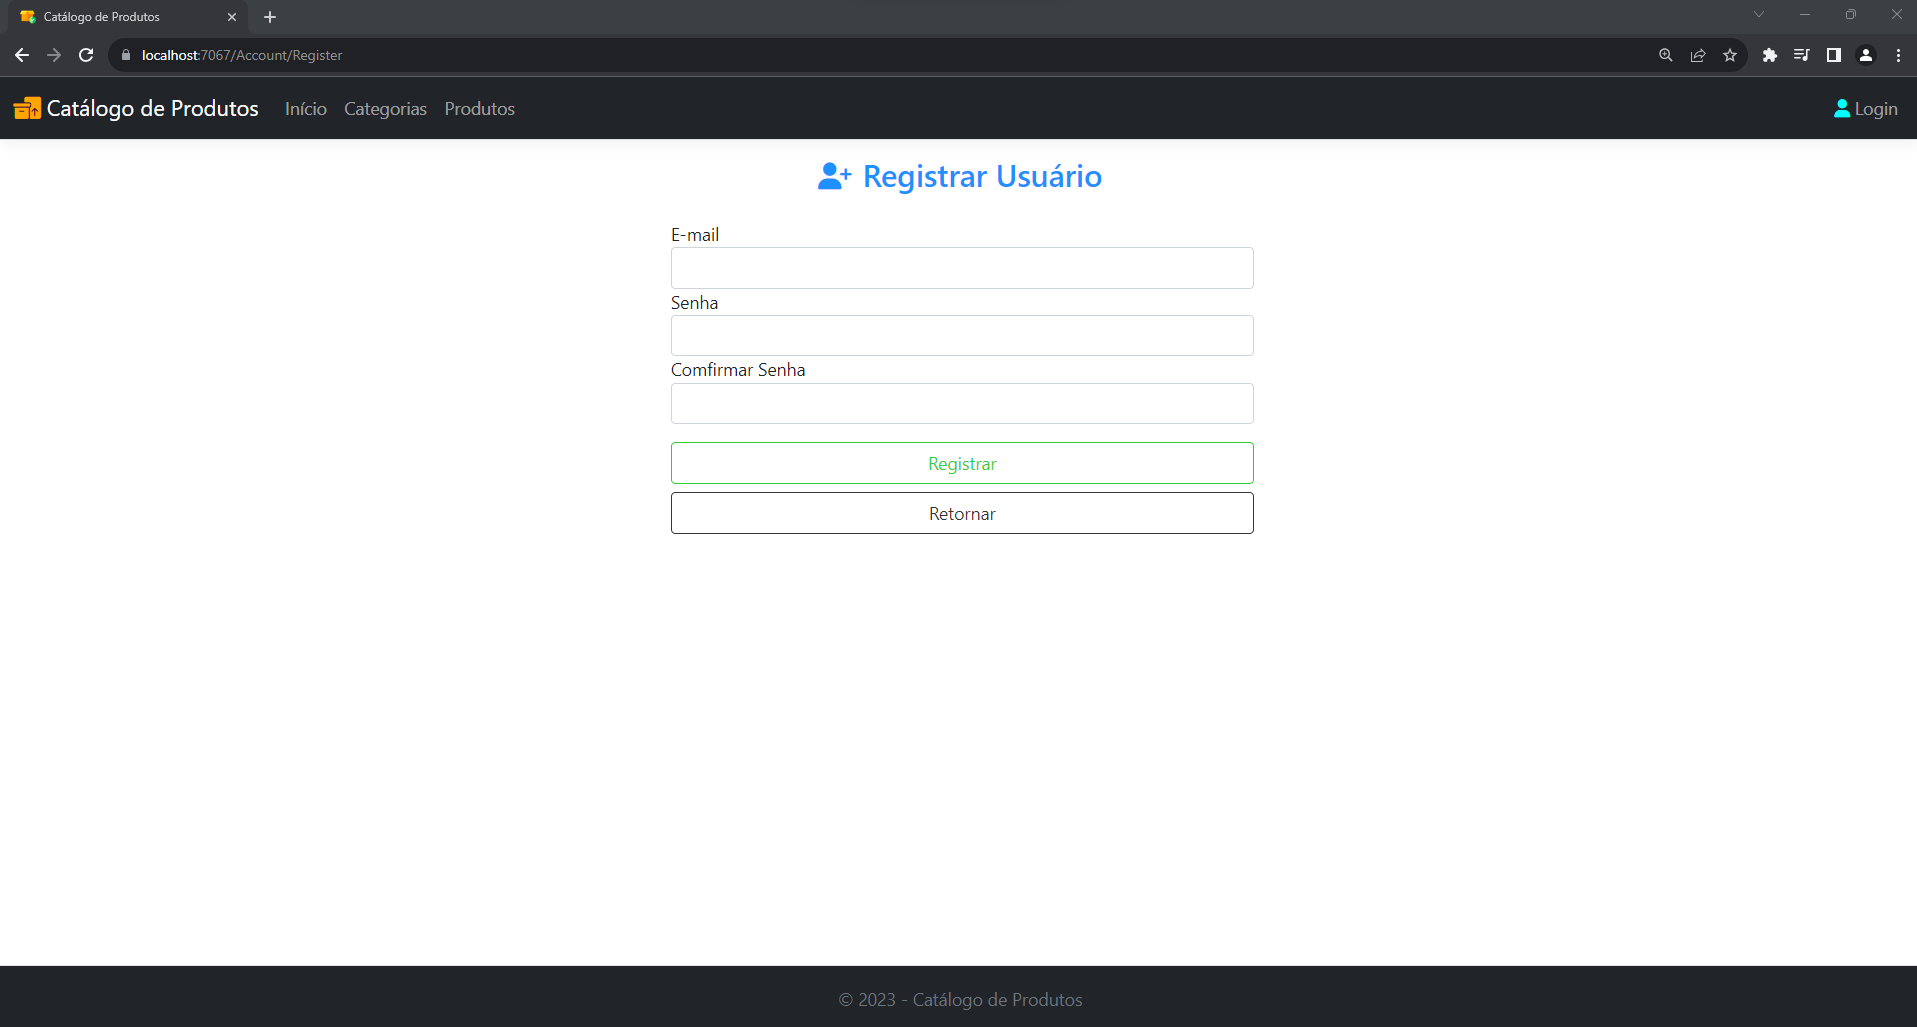 Catálogo de Produtos
localhost:7067/Account/Register
Catálogo de Produtos Início Categorias Produtos Login
Registrar Usuário
E-mail
Senha
Comfirmar Senha
Registrar
Retornar
© 2023 - Catálogo de Produtos